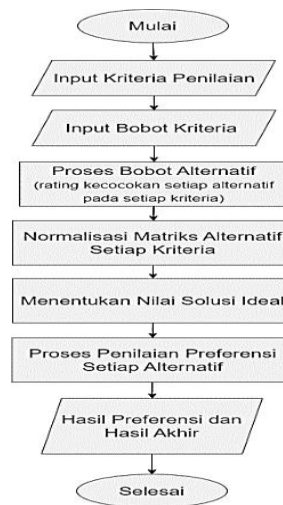 Mulai
Input Kriteria Penilaian
Input Bobot Kriteria
Proses Bobot Alternatif
(rating kecocokan setiap alternatif
pada setiap kriteria)
Normalisasi Matriks Alternatif
Setiap Kriteria
Menentukan Nilai Solusi Ideal
Proses Penilaian Preferensi
Setiap Alternatif
Hasil Preferensi dan
Hasil Akhir
Selesai